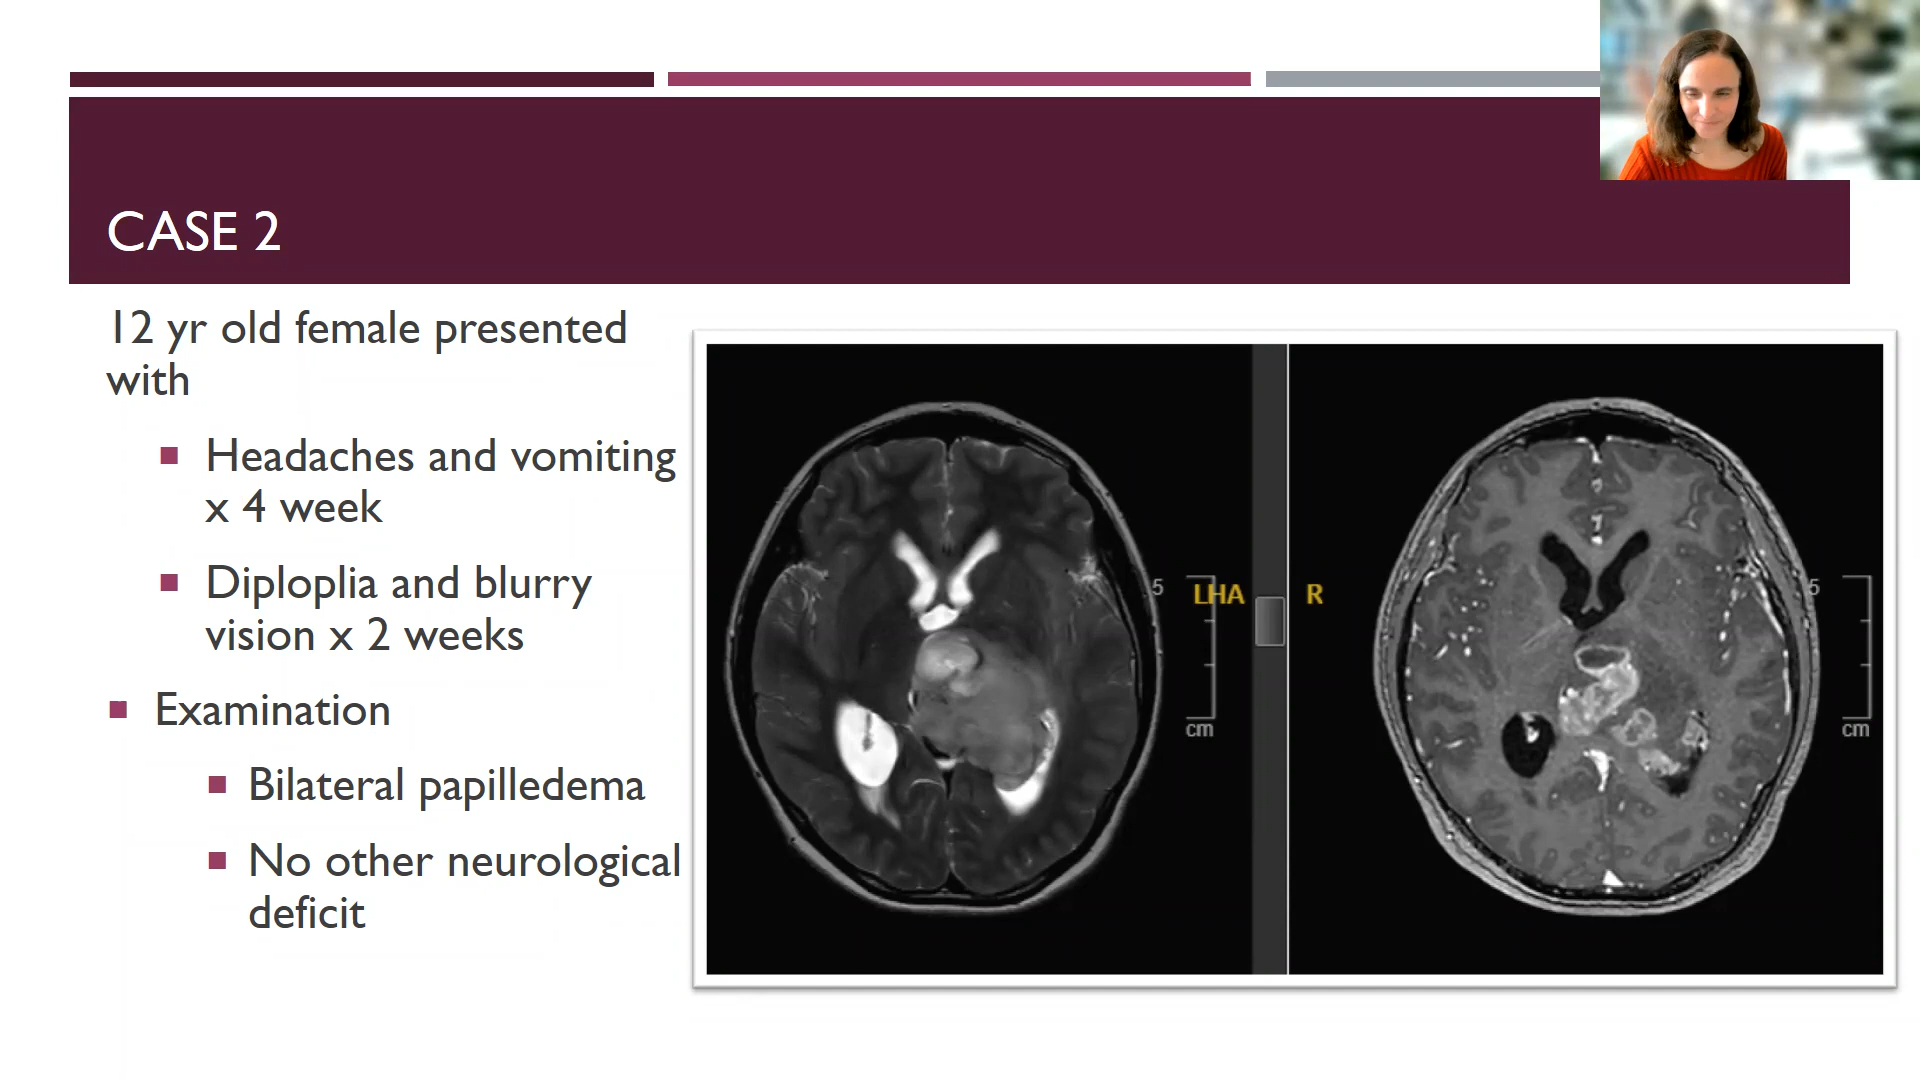 CASE 2
12 yr old female presented
with
Headaches and vomiting
x 4 week
Diploplia and blurry
vision x 2 weeks
Examination
Bilateral papilledema
No other neurological
deficit
5
LHA
cm
R
5
cm